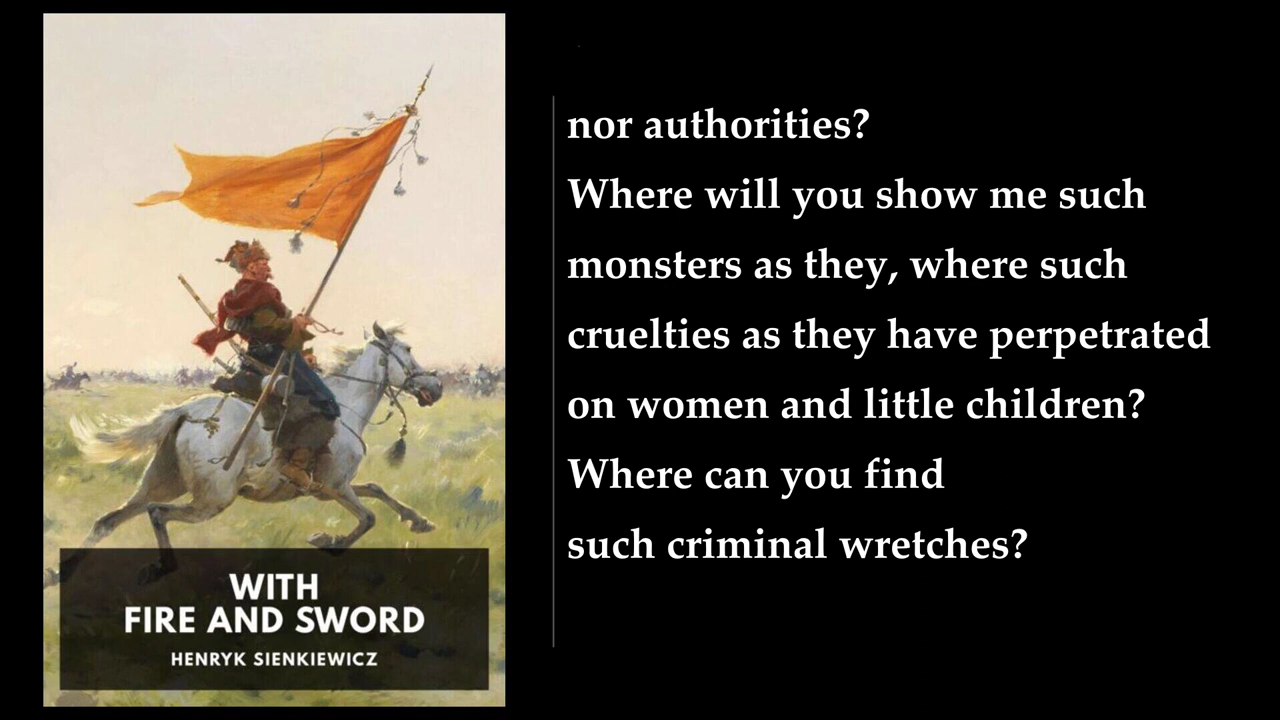 nor authorities?
Where will you show me such
monsters as they, where such
cruelties as they have perpetrated
on women and little children?
Where can you find
such criminal wretches?
WITH
FIRE AND SWORD
HENRYK SIENKIEWICZ